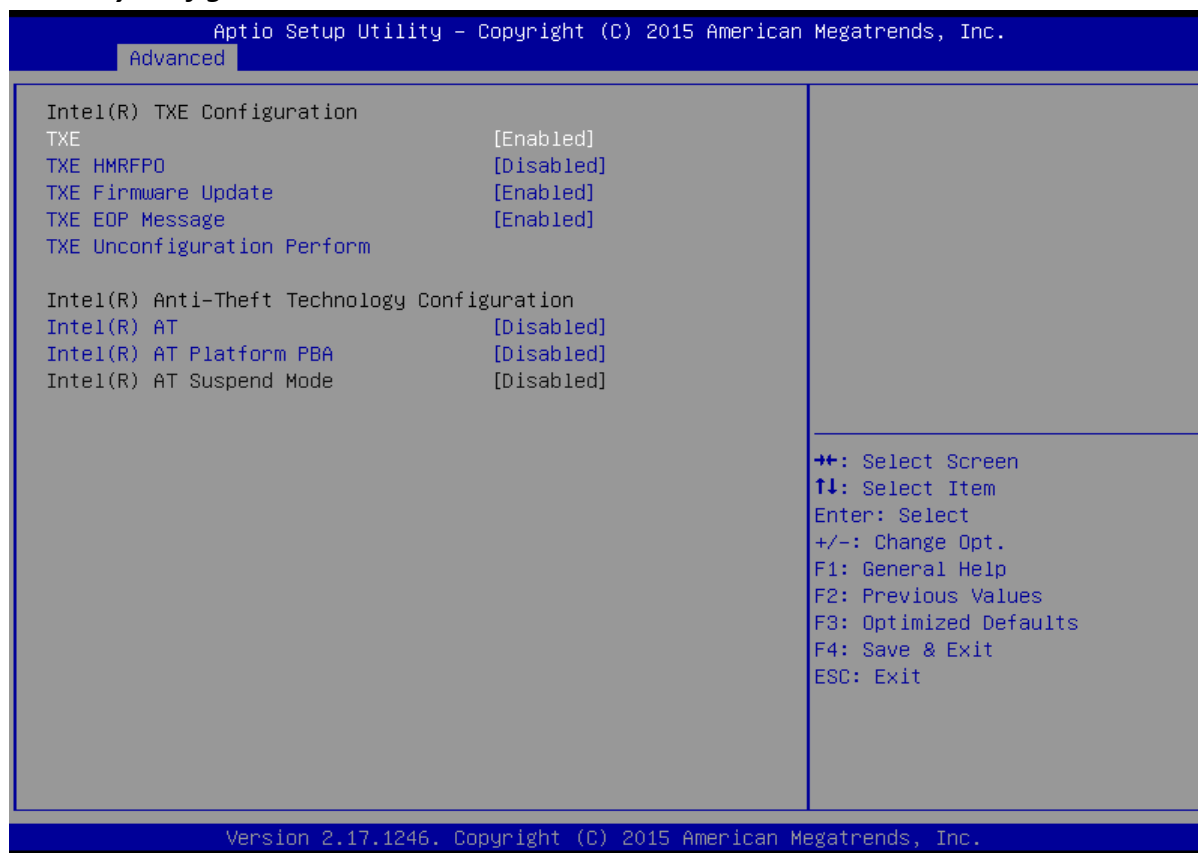 Aptio Setup Utility – Copyright (C) 2015 American Megatrends, Inc.
Advanced
Intel(R) TXE Configuration
TXE [Enabled]
TXE HMRFPO [Disabled]
TXE Firmware Update [Enabled]
TXE EOP Message [Enabled]
TXE Unconfiguration Perform
Intel(R) Anti-Theft Technology Configuration
Intel(R) AT [Disabled]
Intel(R) AT Platform PBA [Disabled]
Intel(R) AT Suspend Mode [Disabled]
→←: Select Screen
↑↓: Select Item
Enter: Select
+/-: Change Opt.
F1: General Help
F2: Previous Values
F3: Optimized Defaults
F4: Save & Exit
ESC: Exit
Version 2.17.1246. Copyright (C) 2015 American Megatrends, Inc.